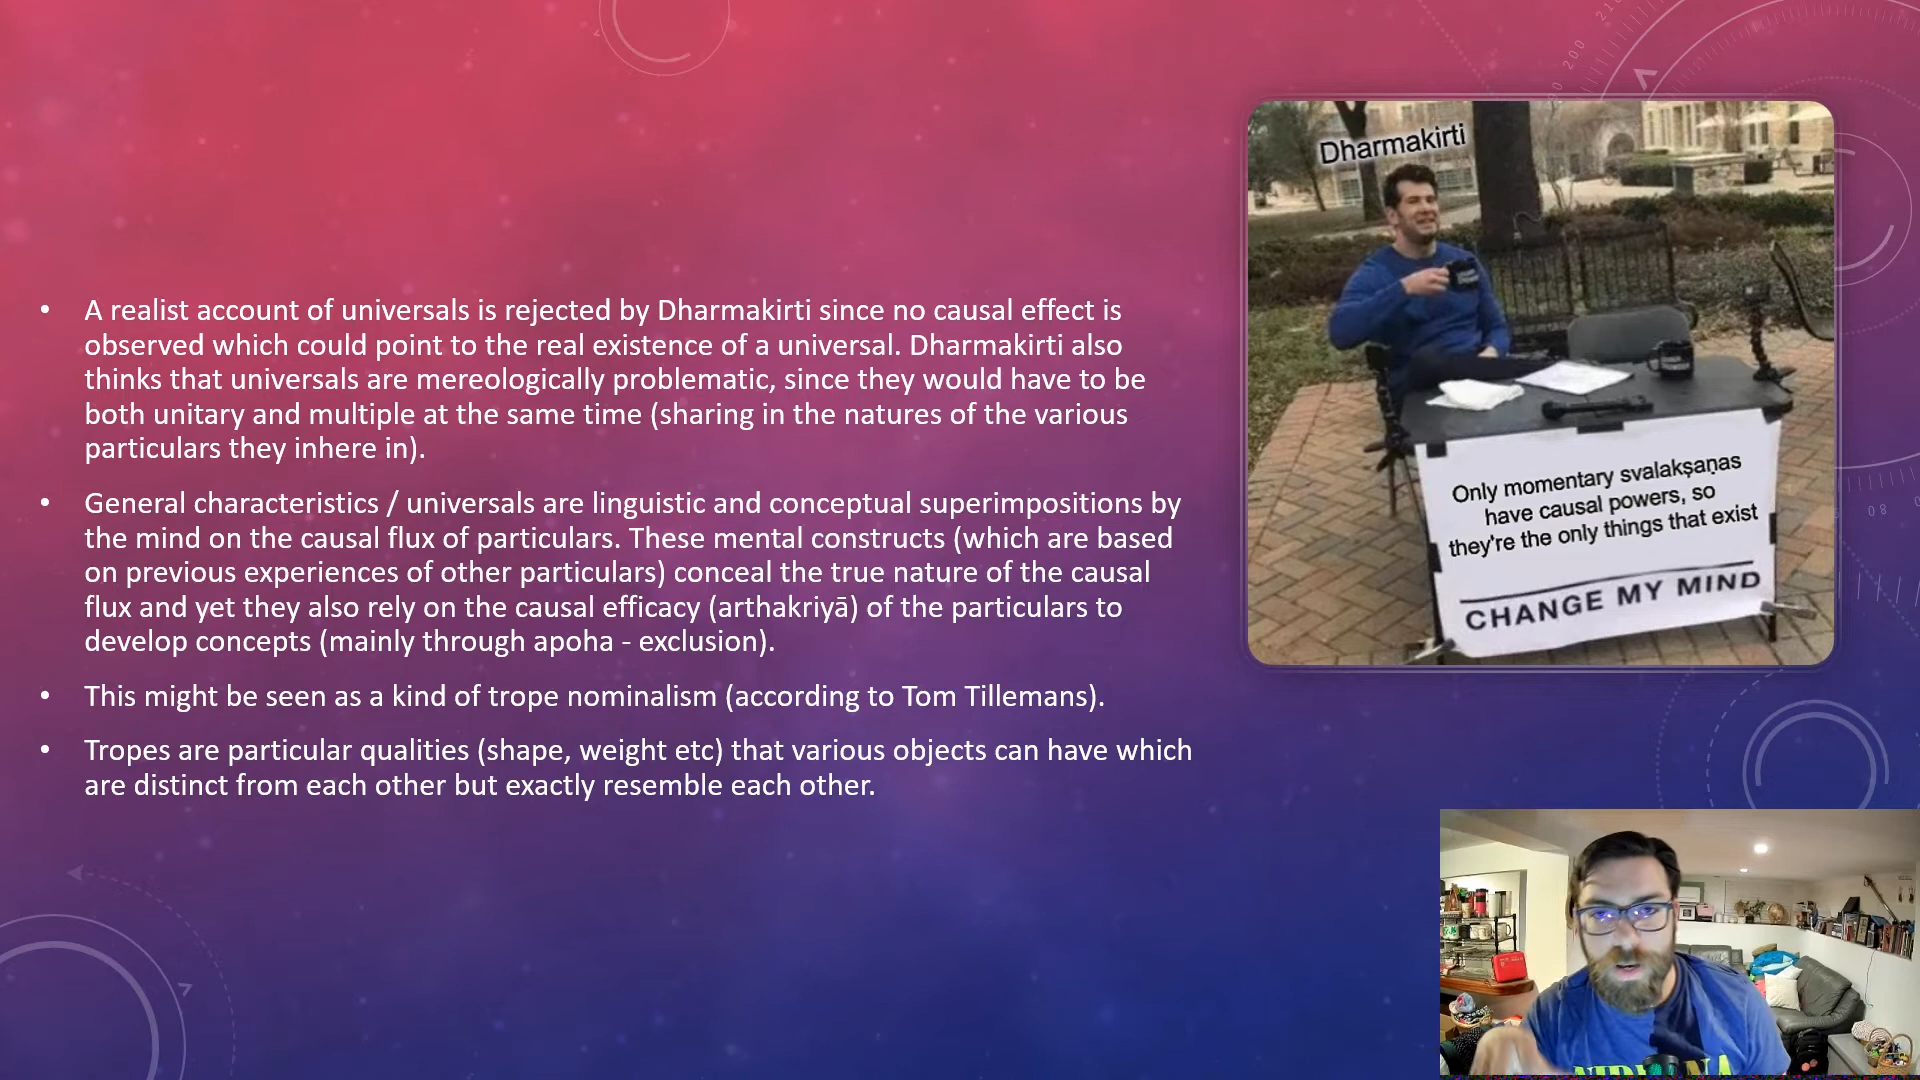 • A realist account of universals is rejected by Dharmakirti since no causal effect is
observed which could point to the real existence of a universal. Dharmakirti also
thinks that universals are mereologically problematic, since they would have to be
both unitary and multiple at the same time (sharing in the natures of the various
particulars they inhere in).
• General characteristics / universals are linguistic and conceptual superimpositions by
the mind on the causal flux of particulars. These mental constructs (which are based
on previous experiences of other particulars) conceal the true nature of the causal
flux and yet they also rely on the causal efficacy (arthakriyā) of the particulars to
develop concepts (mainly through apoha - exclusion).
• This might be seen as a kind of trope nominalism (according to Tom Tillemans).
• Tropes are particular qualities (shape, weight etc) that various objects can have which
are distinct from each other but exactly resemble each other.
Dharmakirti
Only momentary svalakṣaṇas
have causal powers, so
they're the only things that exist
CHANGE MY MIND
200
80